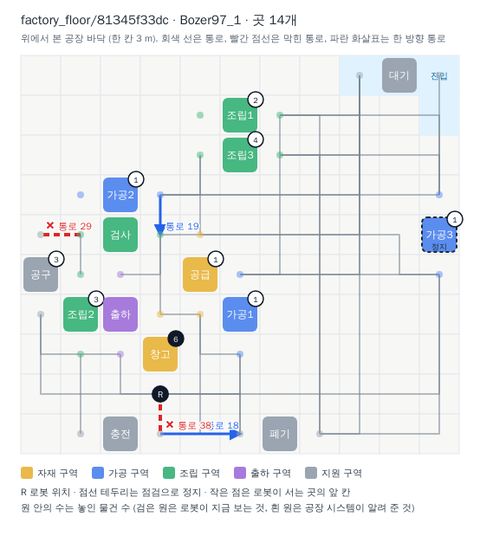 factory_floor/81345f33dc · Bozer97_1 · 곳 14개
위에서 본 공장 바닥 (한 칸 3 m). 회색 선은 통로, 빨간 점선은 막힌 통로, 파란 화살표는 한 방향 통로
대기
전립
2
조립1
4
조립3
1
가공2
✕ 통로 29
검사
통로 19
1
가공3
정지
3
공구
1
공급
3
조립2
출하
1
가공1
6
창고
R
✕ 통로 38
통로 18
충전
폐기
자재 구역
가공 구역
조립 구역
출하 구역
지원 구역
R 로봇 위치 · 점선 테두리는 점검으로 정지 · 작은 점은 로봇이 서는 곳의 앞 칸
원 안의 수는 놓인 물건 수 (검은 원은 로봇이 지금 보는 것, 흰 원은 공장 시스템이 알려 준 것)